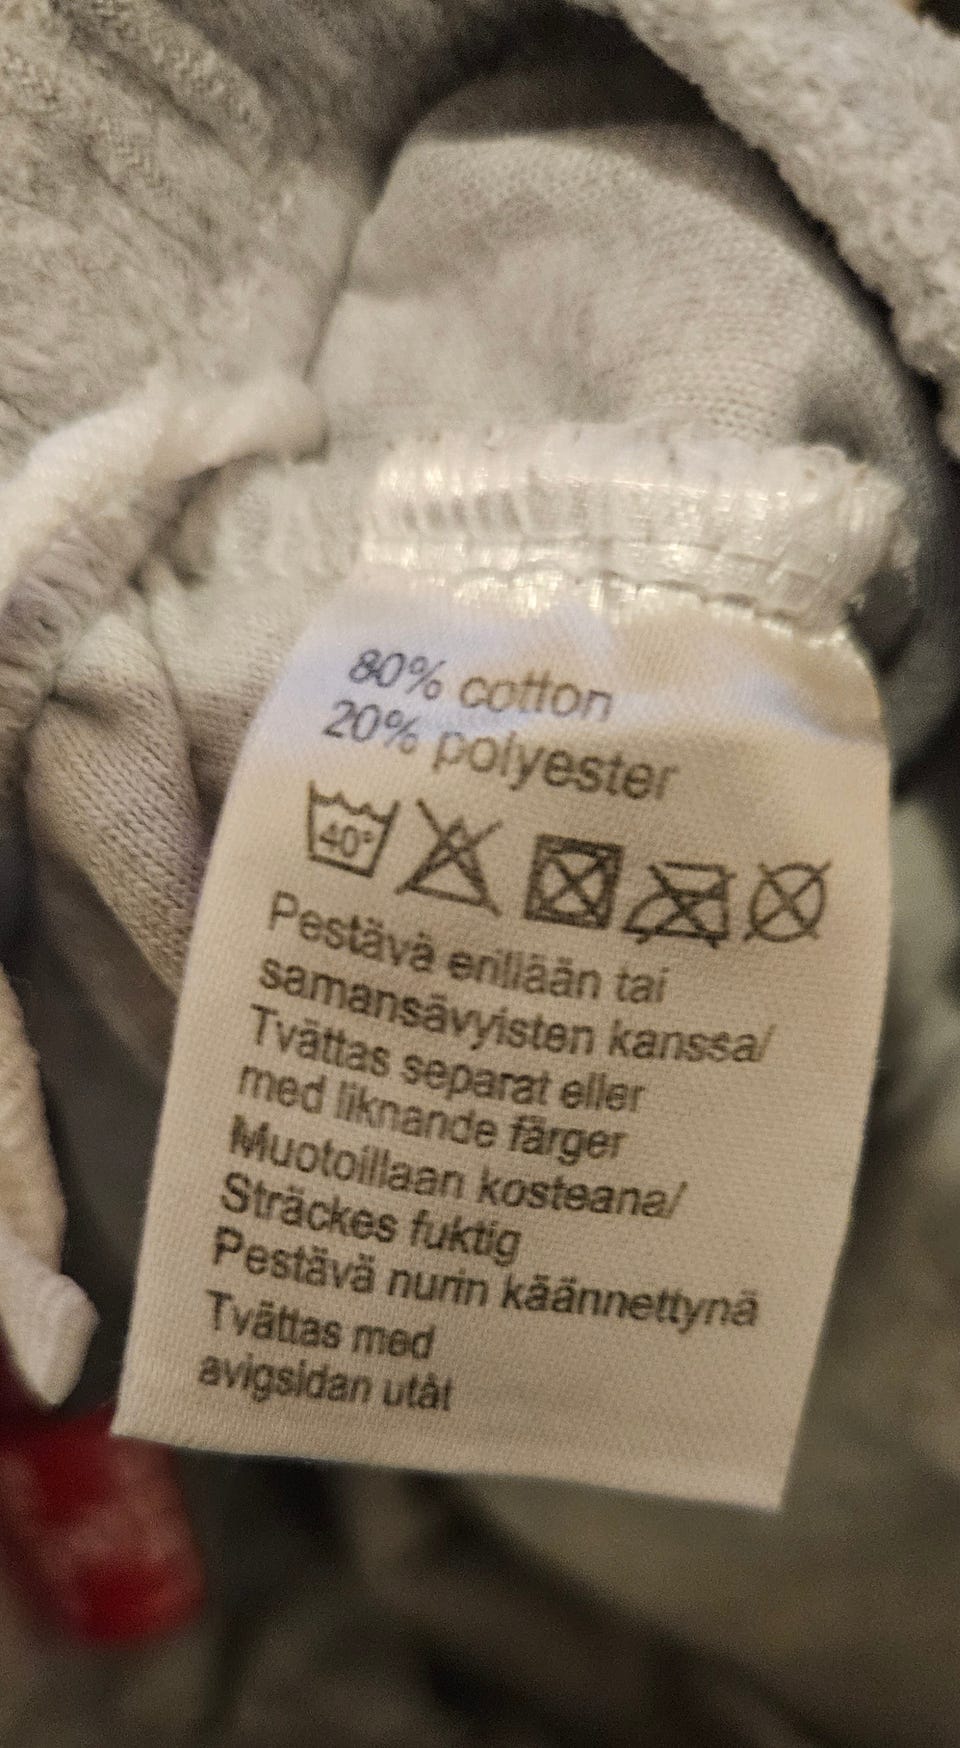 80% cotton
20% polyester
40°
Pestävä erillään tai
samansävyisten kanssa/
Tvättas separat eller
med liknande färger
Muotoillaan kosteana/
Sträckes fuktig
Pestävä nurin käännettynä
Tvättas med
avigsidan utåt